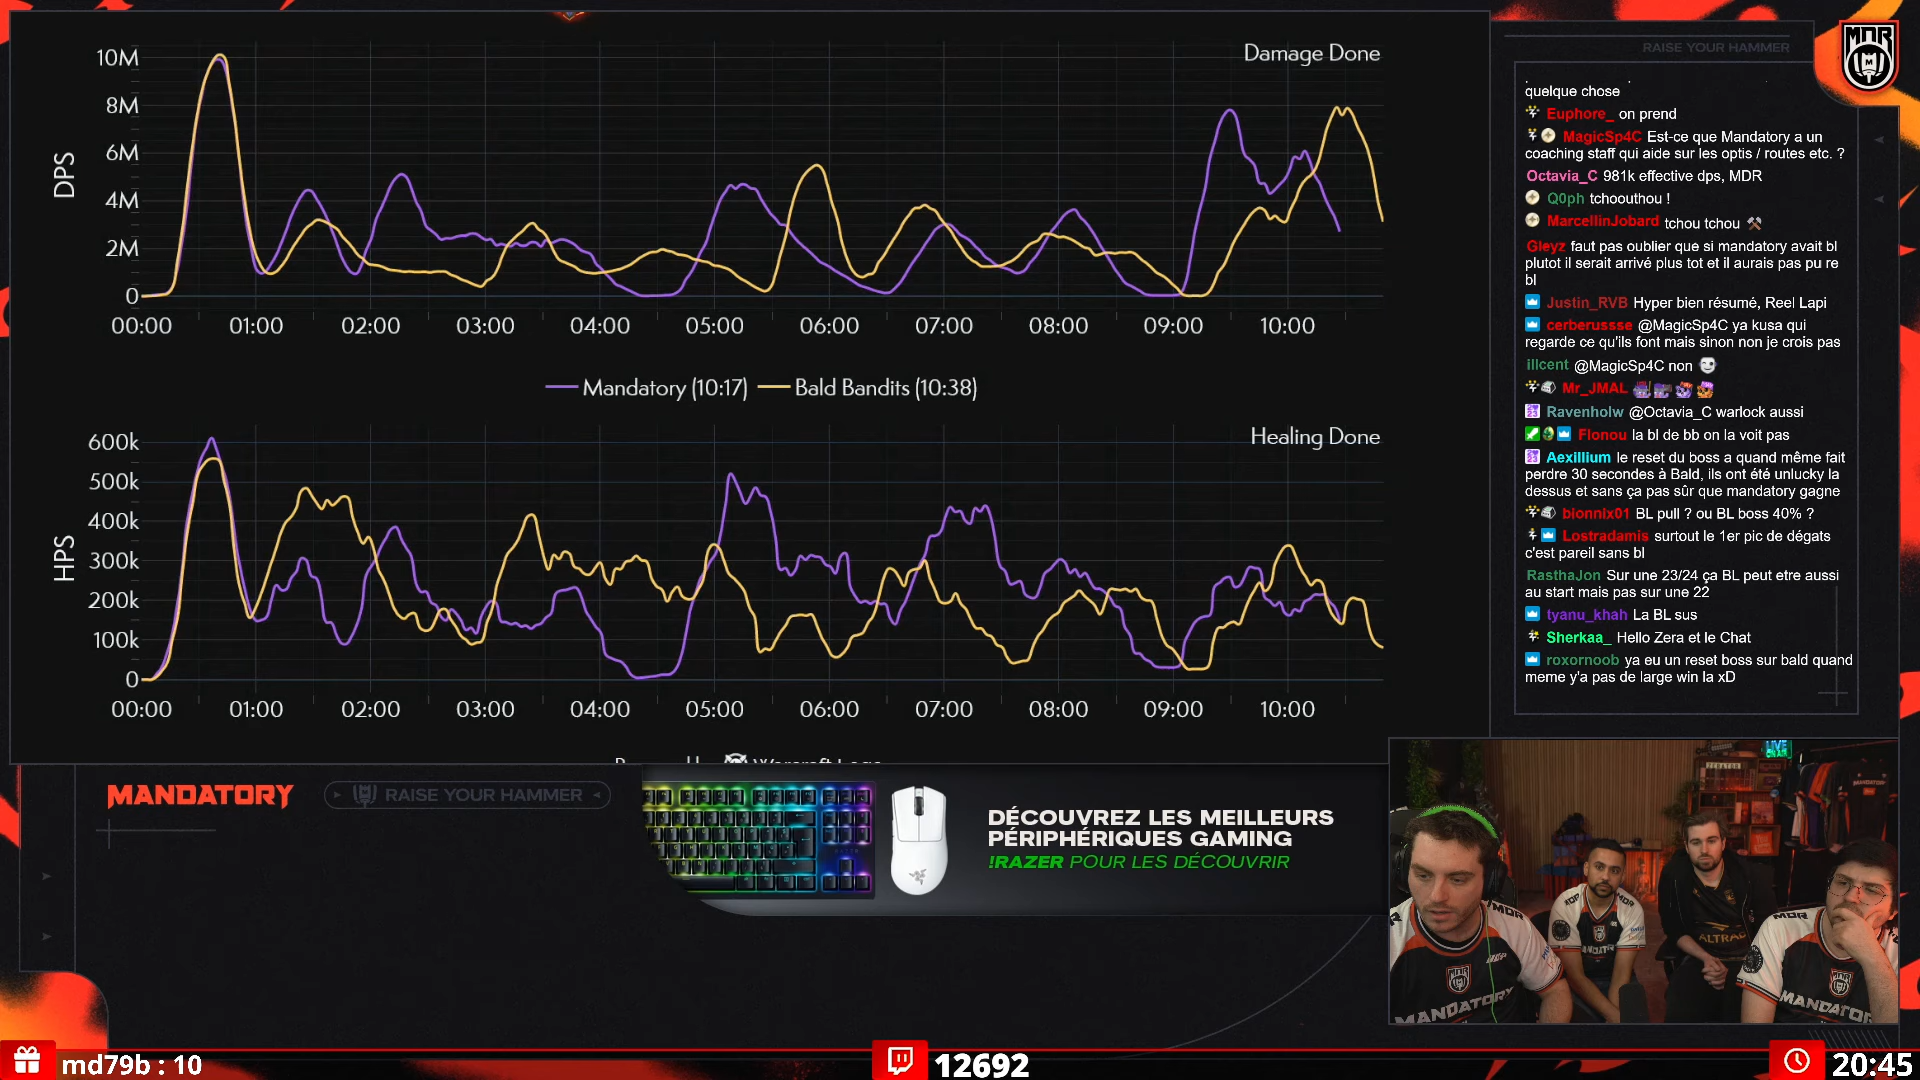 Damage Done
DPS
10M
8M
6M
4M
2M
0
00:00 01:00 02:00 03:00 04:00 05:00 06:00 07:00 08:00 09:00 10:00
Mandatory (10:17) Bald Bandits (10:38)
Healing Done
HPS
600k
500k
400k
300k
200k
100k
0
00:00 01:00 02:00 03:00 04:00 05:00 06:00 07:00 08:00 09:00 10:00
RAISE YOUR HAMMER
MDR
quelque chose
Euphore_ on prend
MagicSp4C Est-ce que Mandatory a un
coaching staff qui aide sur les optis / routes etc. ?
Octavia_C 981k effective dps, MDR
Q0ph tchoouthou !
MarcellinJobard tchou tchou
Gleyz faut pas oublier que si mandatory avait bl
plutot il serait arrivé plus tot et il aurais pas pu re
bl
Justin_RVB Hyper bien résumé, Reel Lapi
cerberussse @MagicSp4C ya kusa qui
regarde ce qu'ils font mais sinon non je crois pas
illcent @MagicSp4C non
Mr_JMAL
Ravenholw @Octavia_C warlock aussi
Flonou la bl de bb on la voit pas
Aexillium le reset du boss a quand même fait
perdre 30 secondes à Bald, ils ont été unlucky la
dessus et sans ça pas sûr que mandatory gagne
bionnix01 BL pull ? ou BL boss 40% ?
Lostradamis surtout le 1er pic de dégats
c'est pareil sans bl
RasthaJon Sur une 23/24 ça BL peut etre aussi
au start mais pas sur une 22
tyanu_khah La BL sus
Sherkaa_ Hello Zera et le Chat
roxornoob ya eu un reset boss sur bald quand
meme y'a pas de large win la xD
MANDATORY
RAISE YOUR HAMMER
DÉCOUVREZ LES MEILLEURS
PÉRIPHÉRIQUES GAMING
!RAZER POUR LES DÉCOUVRIR
LIVE
MANDATORY
ALTRAD
MANDATORY
md79b : 10
12692
20:45